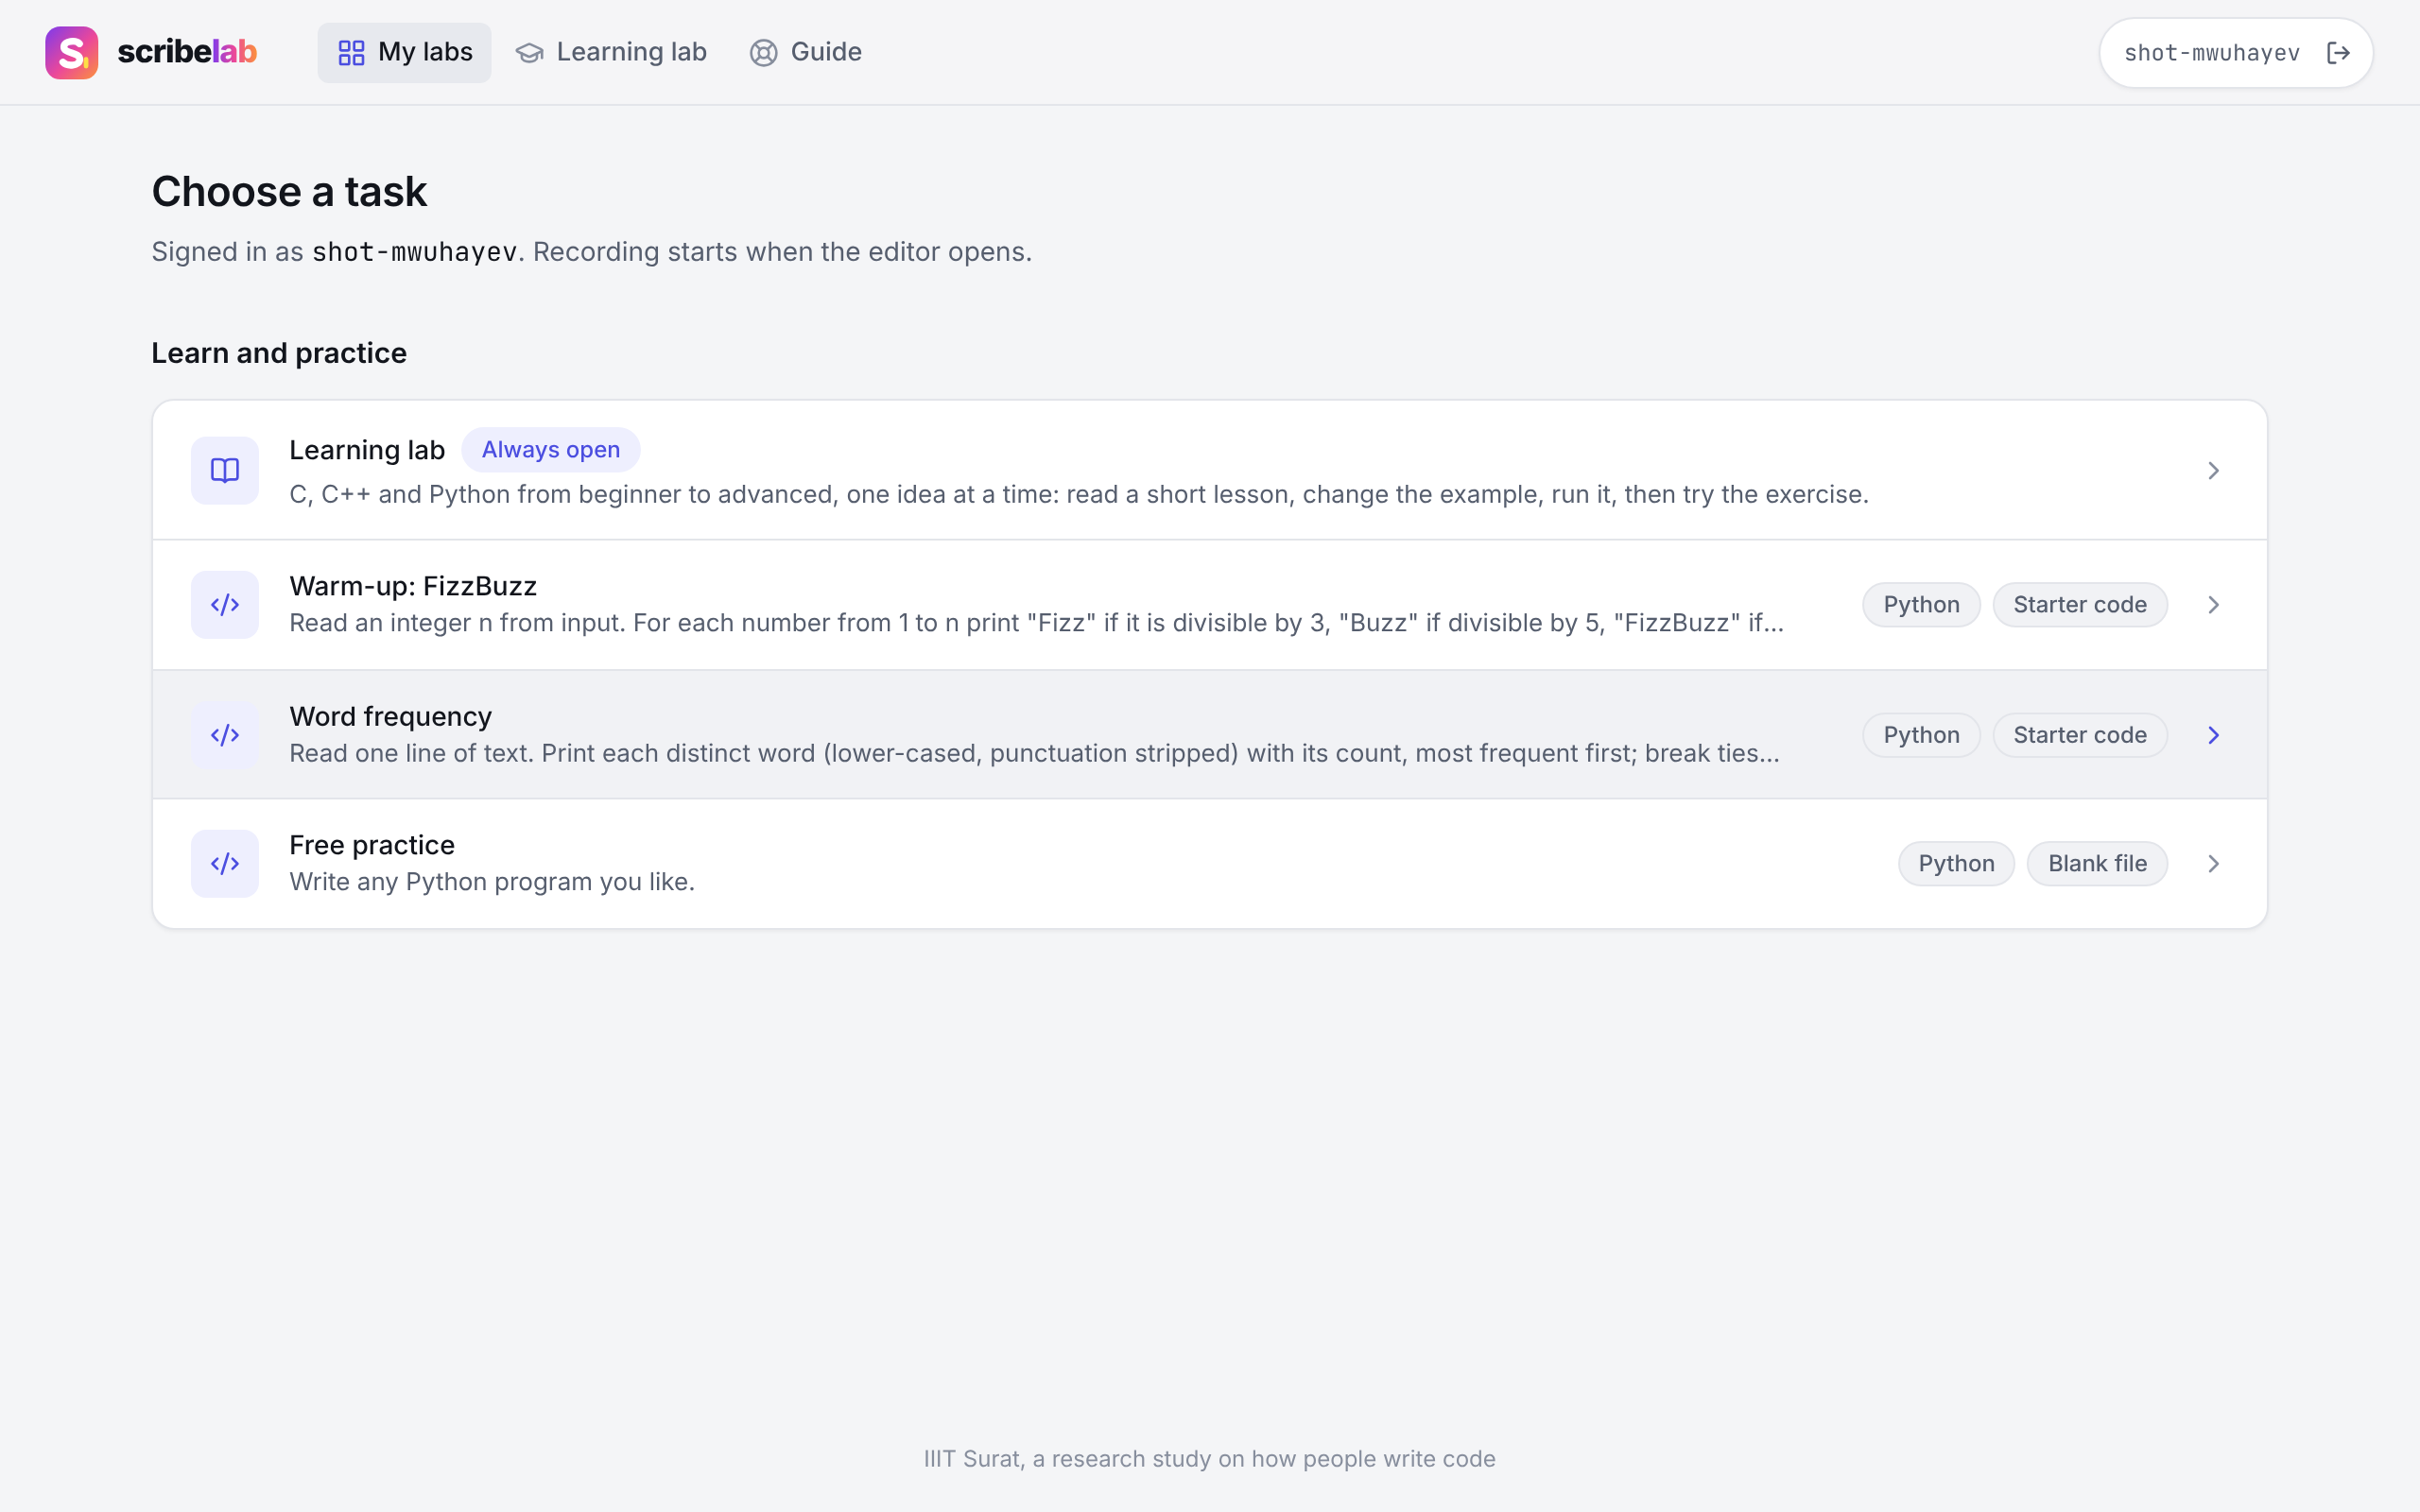 scribelab
My labs
Learning lab
Guide
shot-mwuhayev
Choose a task
Signed in as shot-mwuhayev. Recording starts when the editor opens.
Learn and practice
Learning lab Always open
C, C++ and Python from beginner to advanced, one idea at a time: read a short lesson, change the example, run it, then try the exercise.
Warm-up: FizzBuzz
Read an integer n from input. For each number from 1 to n print "Fizz" if it is divisible by 3, "Buzz" if divisible by 5, "FizzBuzz" if...
Python
Starter code
Word frequency
Read one line of text. Print each distinct word (lower-cased, punctuation stripped) with its count, most frequent first; break ties...
Python
Starter code
Free practice
Write any Python program you like.
Python
Blank file
IIIT Surat, a research study on how people write code